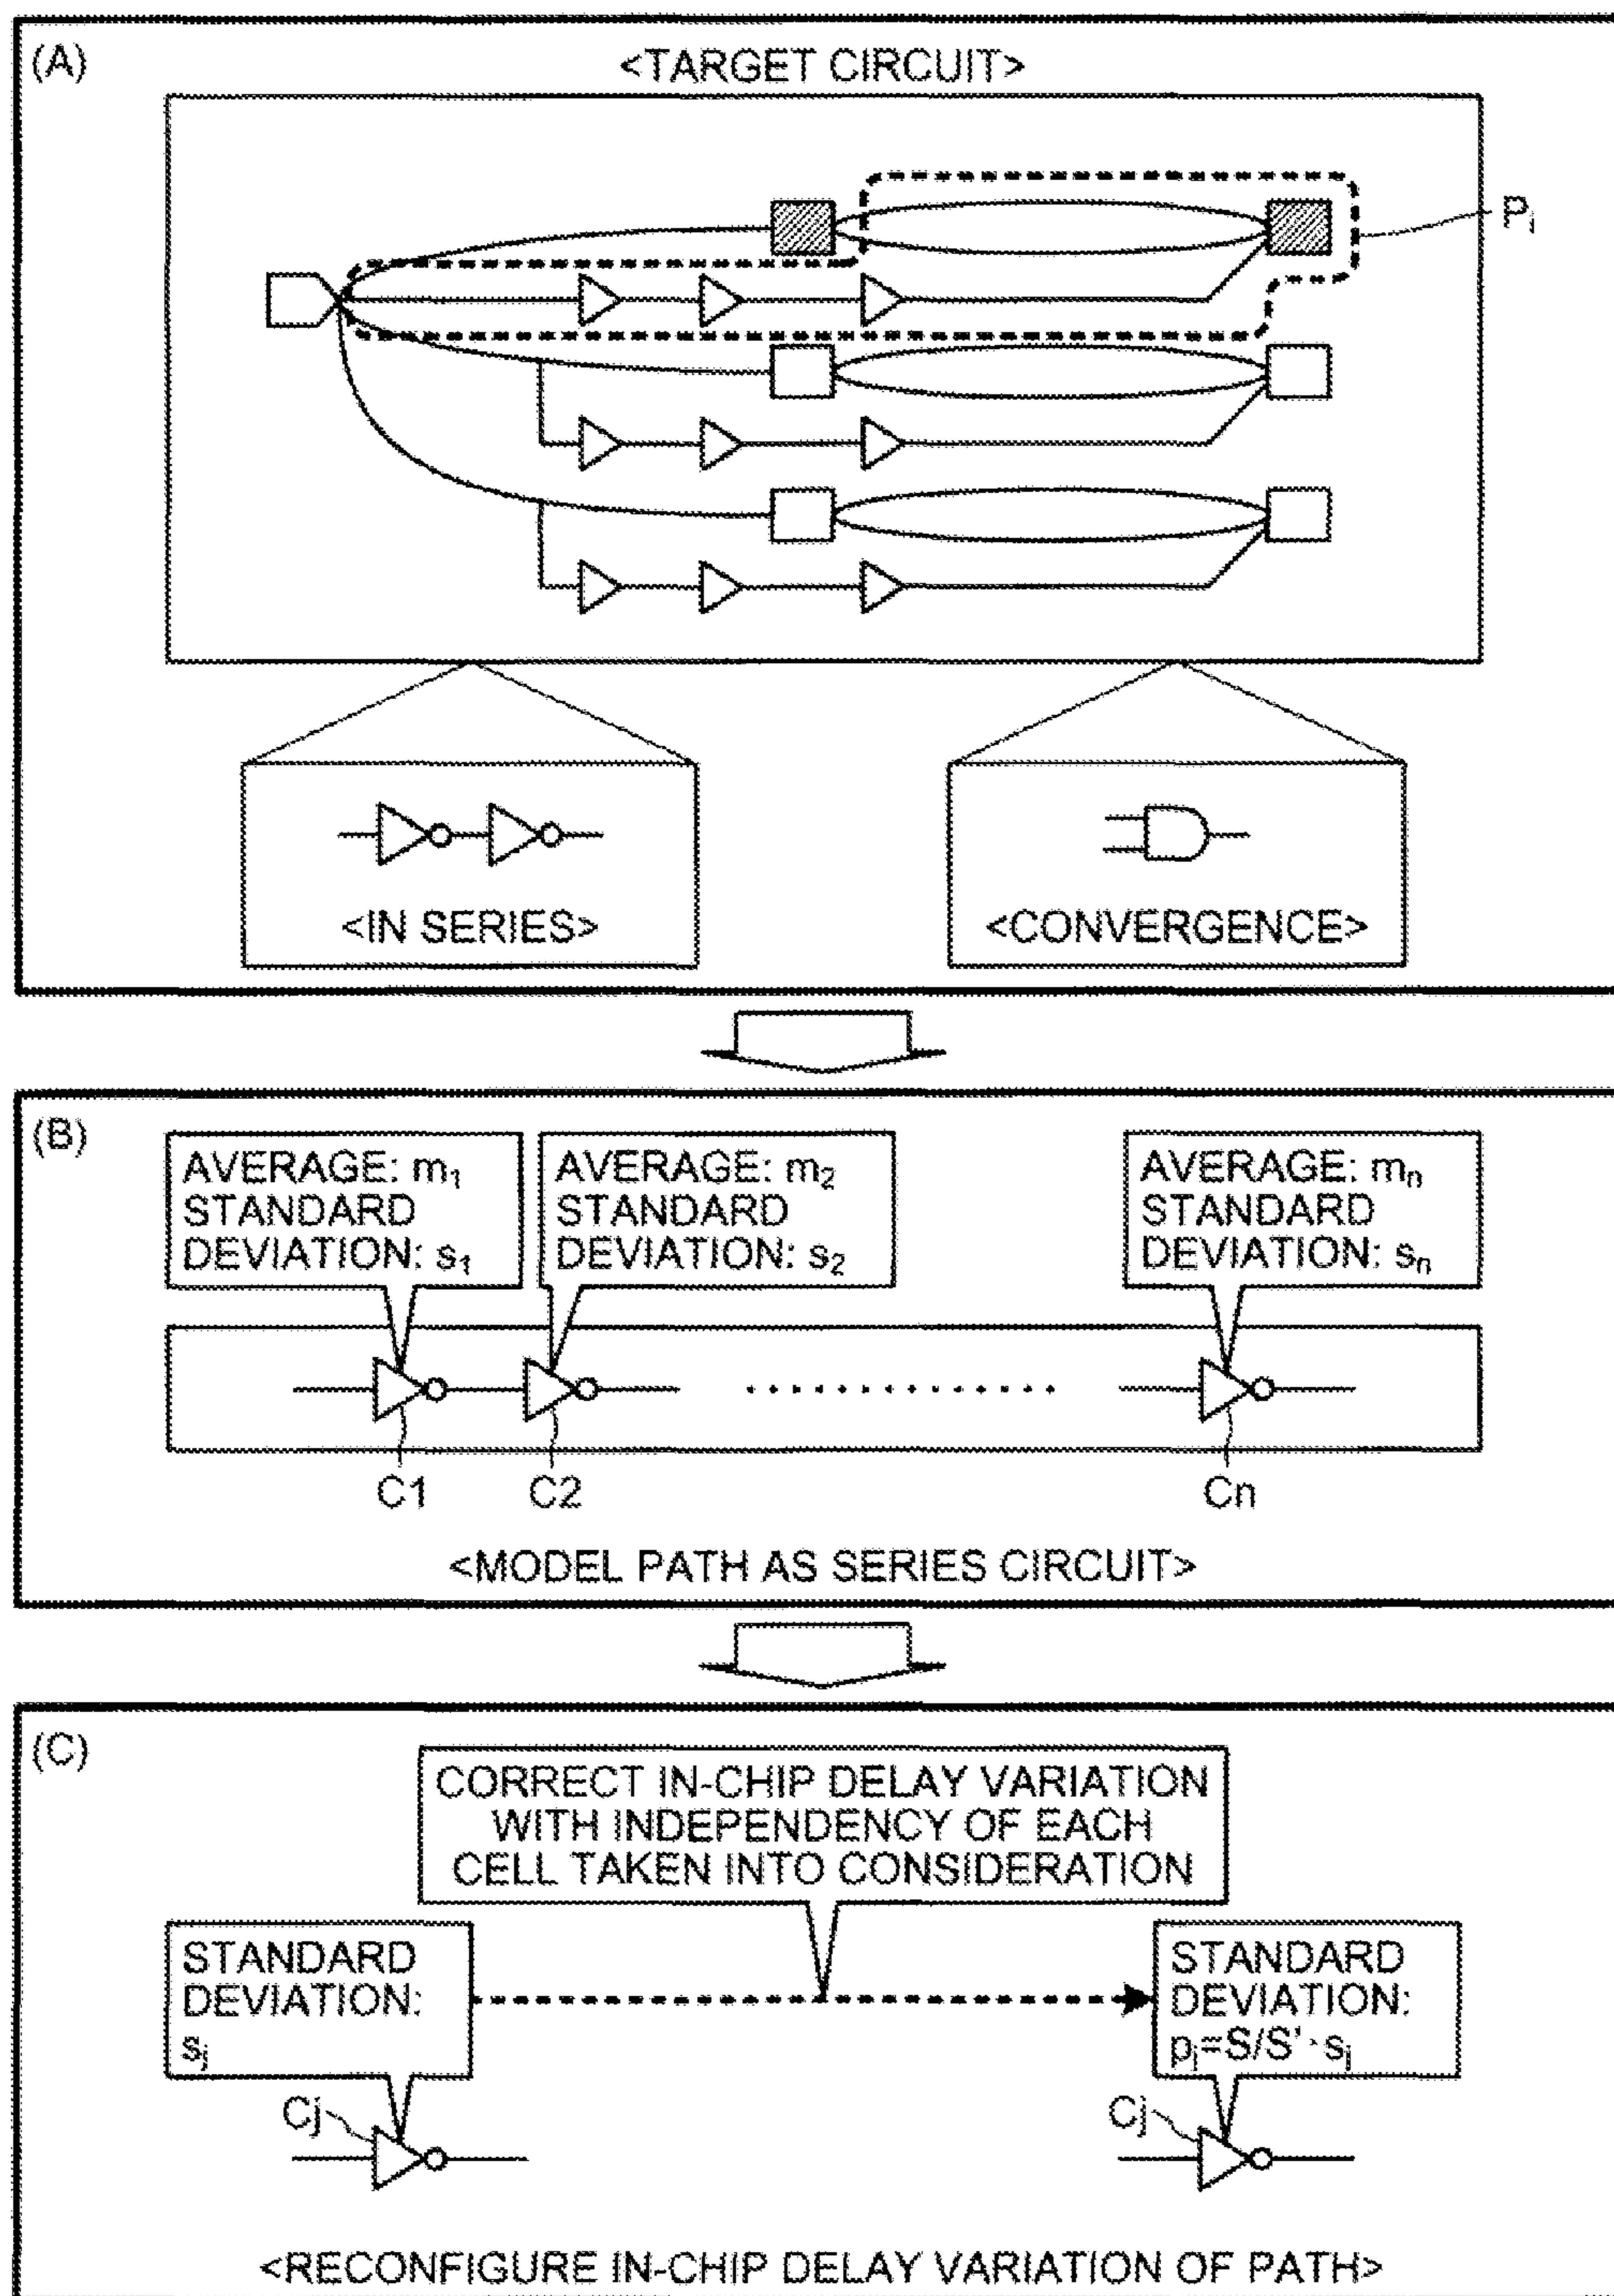 (A)
<TARGET CIRCUIT>
Pi
<IN SERIES>
<CONVERGENCE>
(B)
AVERAGE: m1
STANDARD
DEVIATION: s1
AVERAGE: m2
STANDARD
DEVIATION: s2
AVERAGE: mn
STANDARD
DEVIATION: sn
C1
C2
Cn
<MODEL PATH AS SERIES CIRCUIT>
(C)
CORRECT IN-CHIP DELAY VARIATION
WITH INDEPENDENCY OF EACH
CELL TAKEN INTO CONSIDERATION
STANDARD
DEVIATION:
sj
STANDARD
DEVIATION:
pj=S/S'·sj
Cj
Cj
<RECONFIGURE IN-CHIP DELAY VARIATION OF PATH>